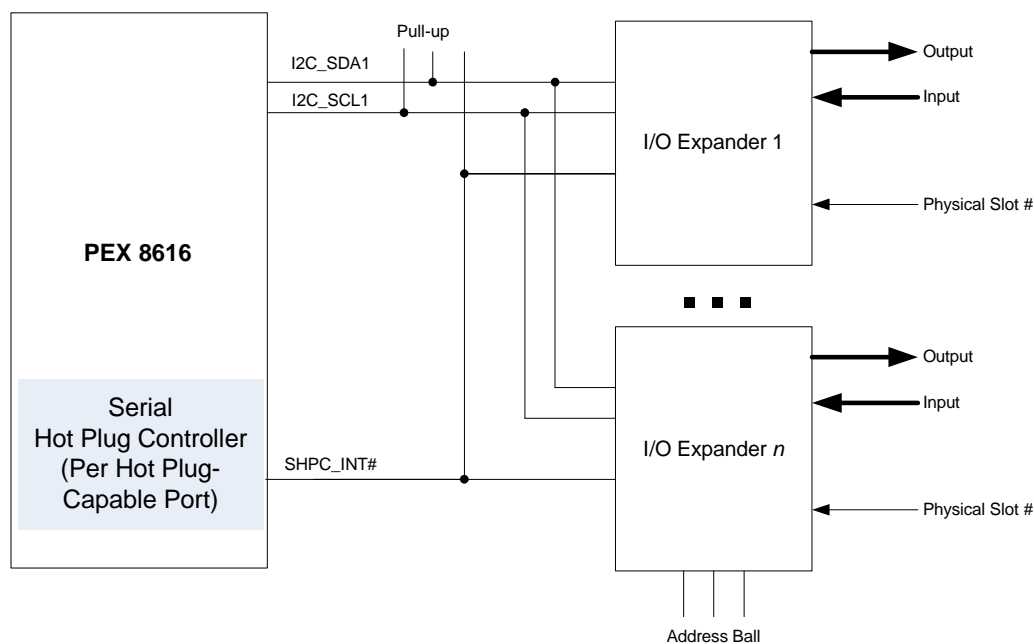 Pull-up
I2C_SDA1
I2C_SCL1
Output
Input
I/O Expander 1
Physical Slot #
PEX 8616
Output
Input
I/O Expander n
Serial
Hot Plug Controller
(Per Hot Plug-
Capable Port)
SHPC_INT#
Physical Slot #
Address Ball